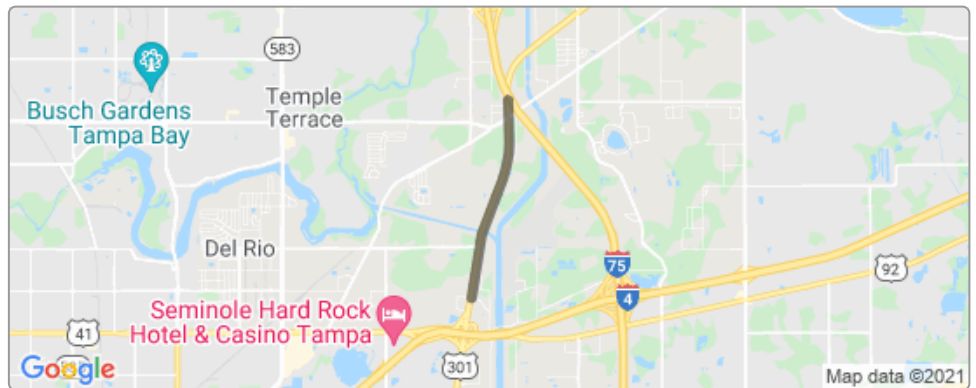 583
Temple
Terrace
Busch Gardens
Tampa Bay
Del Rio
75
92
4
Seminole Hard Rock
Hotel & Casino Tampa
41
301
Google
Map data ©2021